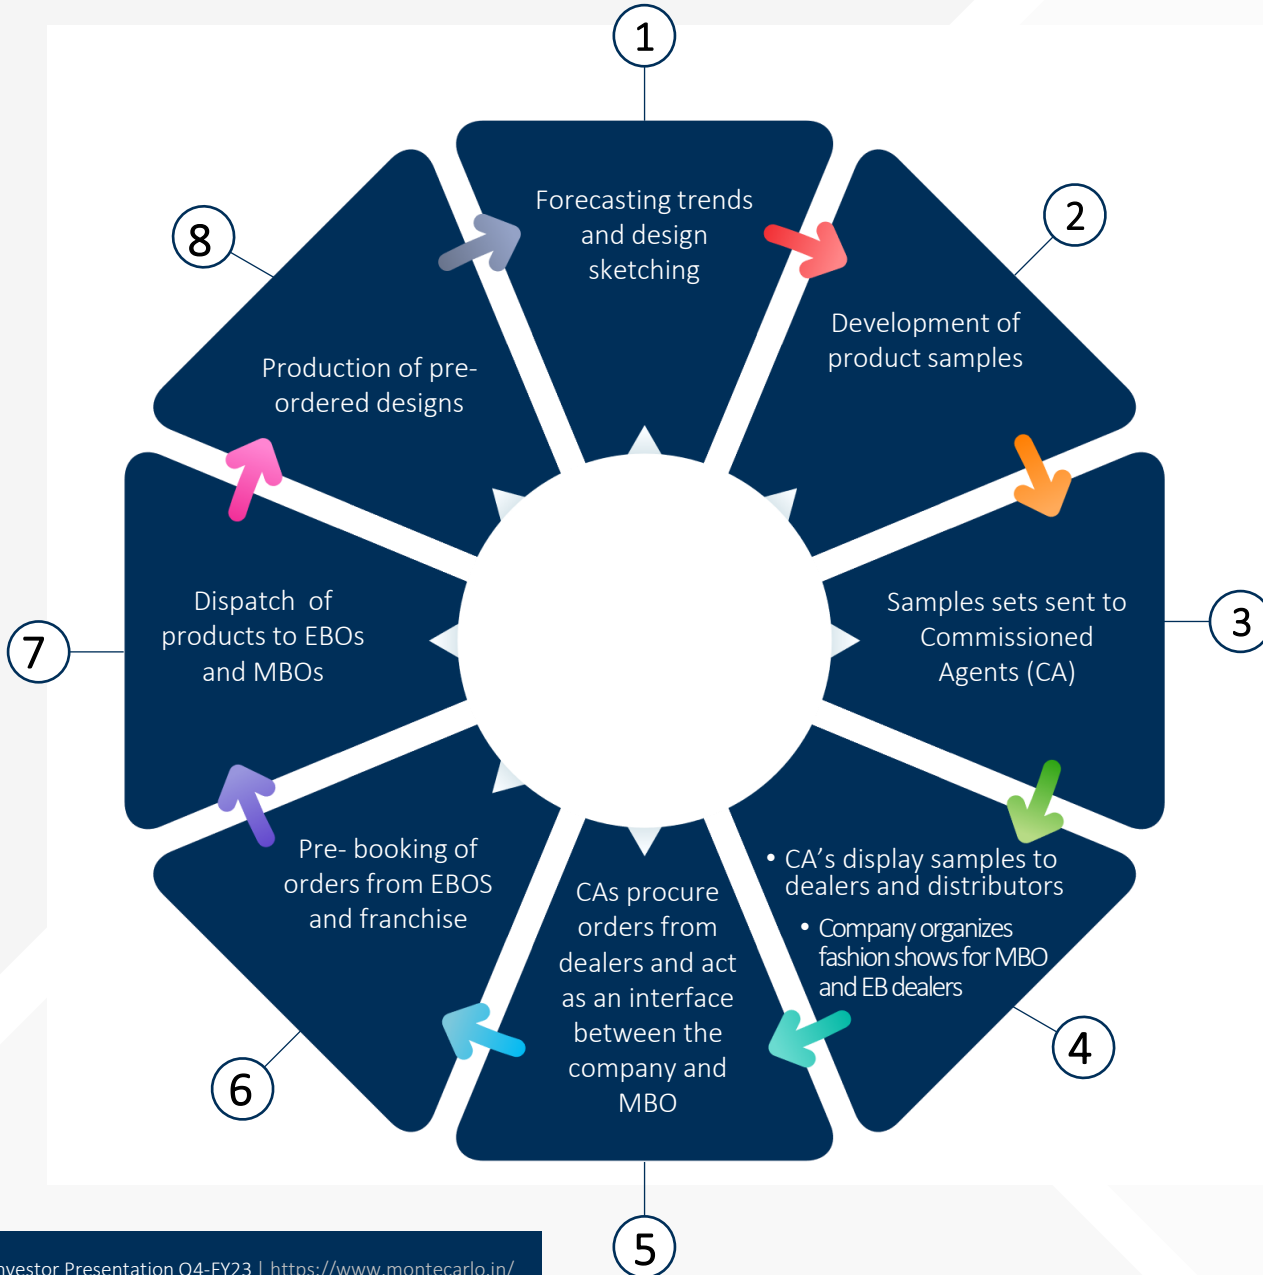 1
Forecasting trends
and design
sketching
2
Development of
product samples
3
Samples sets sent to
Commissioned
Agents (CA)
4
• CA's display samples to
dealers and distributors
• Company organizes
fashion shows for MBO
and EB dealers
5
CAs procure
orders from
dealers and act
as an interface
between the
company and
MBO
6
Pre- booking of
orders from EBOS
and franchise
7
Dispatch of
products to EBOs
and MBOs
8
Production of pre-
ordered designs
nvestor Presentation Q4-FY23 | https://www.montecarlo.in/